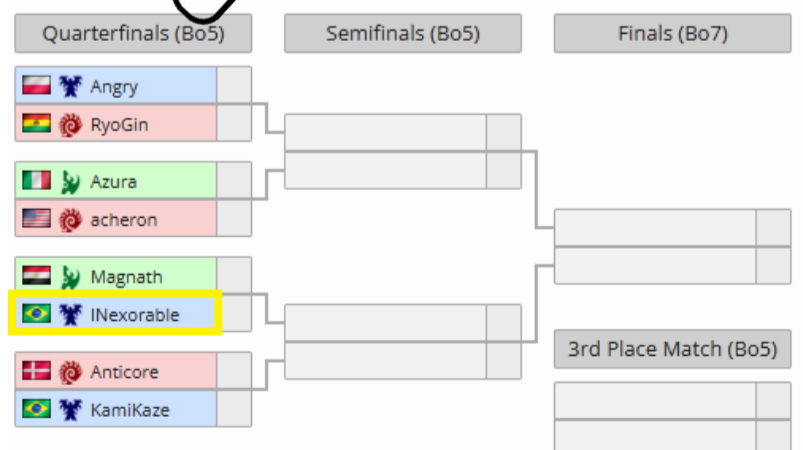 Quarterfinals (Bo5)
Semifinals (Bo5)
Finals (Bo7)
Angry
RyoGin
Azura
acheron
Magnath
INexorable
Anticore
KamiKaze
3rd Place Match (Bo5)